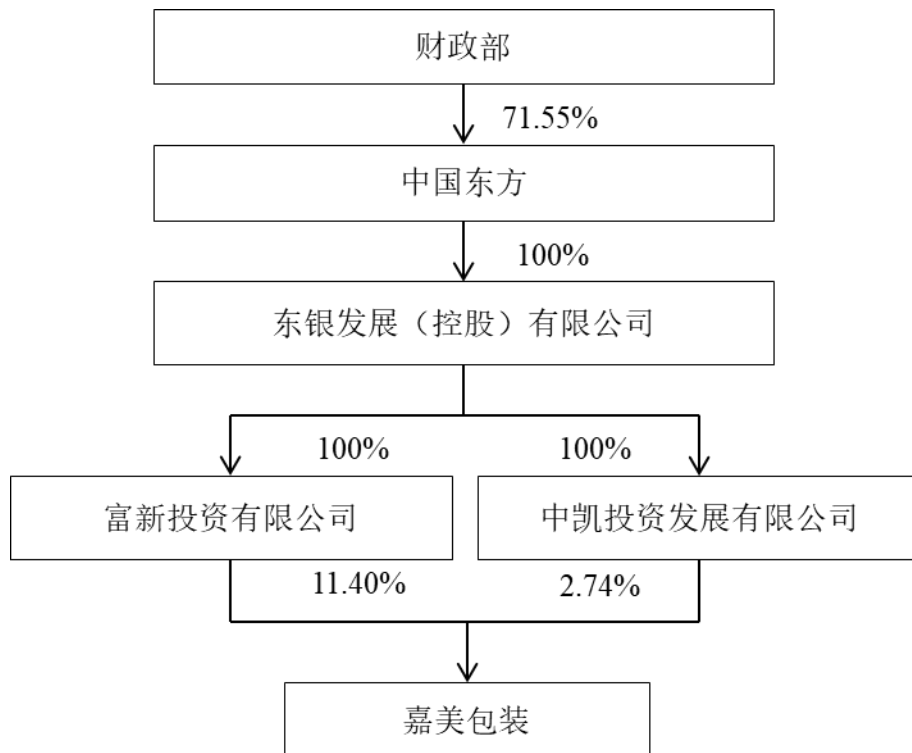 财政部
71.55%
中国东方
100%
东银发展（控股）有限公司
100%
100%
富新投资有限公司
中凯投资发展有限公司
11.40%
2.74%
嘉美包装